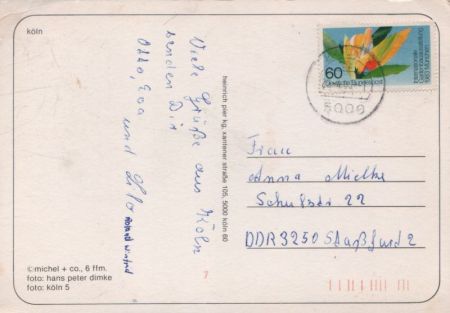 köln
Viele Grüße aus Köln
senden Dir
Otto, Eva und
heinrich pier kg. xantener straße 105, 5000 köln 60
60
Deutsche Bundespost
Internationale
Gartenbauausstellung
5000
Frau
Anna Mielke
Schulstr 22
DDR 3250 Staßfurt 2
©michel + co., 6 ffm.
foto: hans peter dimke
foto: köln 5
7